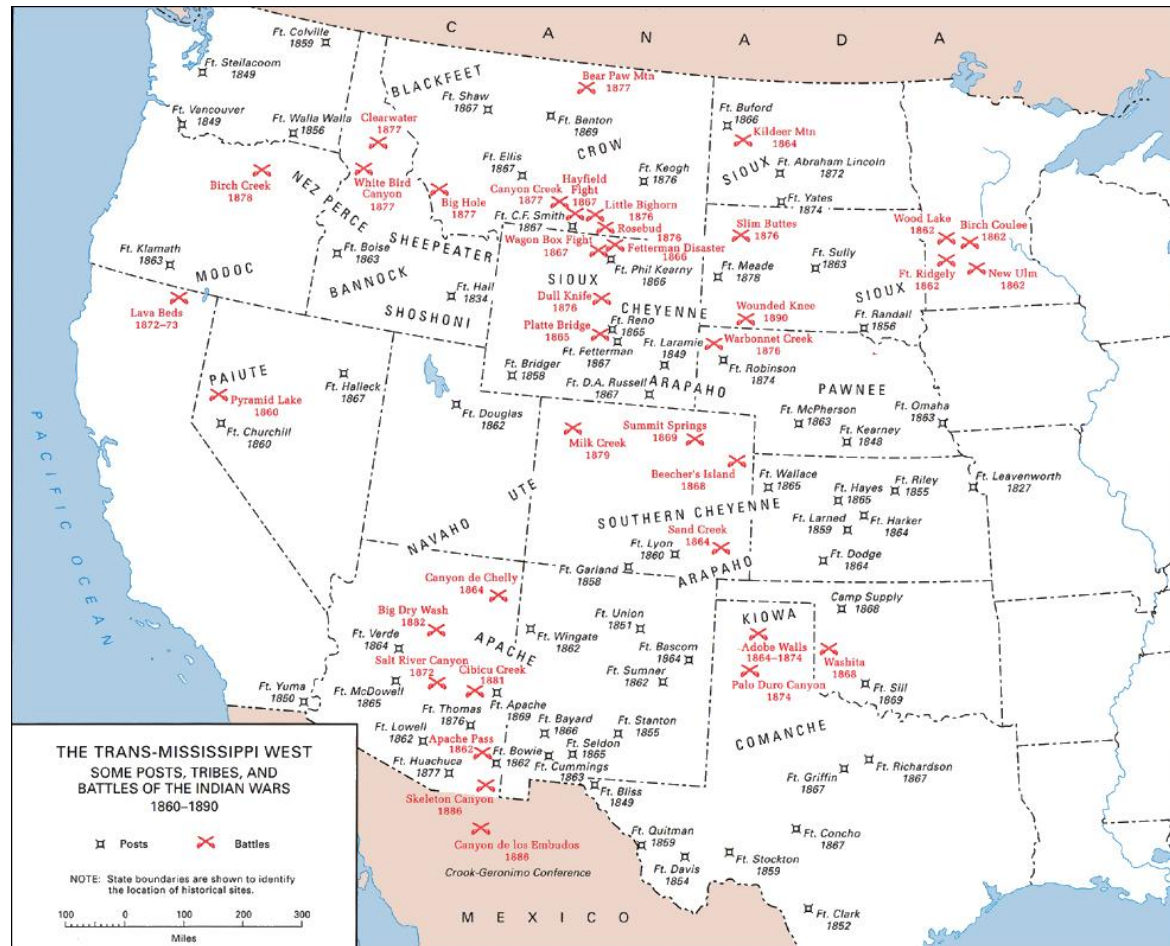 C A N A D A
Ft. Colville
1859
Ft. Steilacoom
1849
Ft. Vancouver
1849
Ft. Walla Walla
1856
BLACKFEET
Ft. Shaw
1867
Bear Paw Mtn
1877
Ft. Benton
1869
CROW
Clearwater
1877
White Bird
Canyon
1877
Birch Creek
1878
NEZ PERCE
Big Hole
1877
Ft. Ellis
1867
Canyon Creek
1877
Hayfield
Fight
1867
Ft. Keogh
1876
Little Bighorn
1876
Ft. C.F. Smith
1867
Rosebud
1876
Wagon Box Fight
1867
Fetterman Disaster
1866
Ft. Phil Kearny
1866
Ft. Buford
1866
Kildeer Mtn
1864
SIOUX
Ft. Abraham Lincoln
1872
Ft. Yates
1874
Slim Buttes
1876
Ft. Meade
1878
Ft. Sully
1863
SIOUX
Wood Lake
1862
Birch Coulee
1862
Ft. Ridgely
1862
New Ulm
1862
Wounded Knee
1890
Ft. Randall
1856
Ft. Klamath
1863
MODOC
Lava Beds
1872–73
Ft. Boise
1863
SHEEPEATER
BANNOCK
Ft. Hall
1834
SHOSHONI
SIOUX
Dull Knife
1876
CHEYENNE
Platte Bridge
1865
Ft. Reno
1865
Ft. Fetterman
1867
Ft. Laramie
1849
Ft. Bridger
1858
Ft. D.A. Russell
1867
ARAPAHO
Warbonnet Creek
1876
Ft. Robinson
1874
PAWNEE
Ft. McPherson
1863
Ft. Kearney
1848
Ft. Omaha
1863
PAIUTE
Pyramid Lake
1860
Ft. Churchill
1860
Ft. Halleck
1867
Ft. Douglas
1862
Milk Creek
1879
Summit Springs
1869
Beecher's Island
1868
UTE
NAVAHO
SOUTHERN CHEYENNE
Sand Creek
1864
Ft. Lyon
1860
Ft. Garland
1858
ARAPAHO
Ft. Wallace
1865
Ft. Hayes
1865
Ft. Riley
1855
Ft. Leavenworth
1827
Ft. Larned
1859
Ft. Harker
1864
Ft. Dodge
1864
Camp Supply
1868
PACIFIC OCEAN
Canyon de Chelly
1864
Big Dry Wash
1882
Ft. Verde
1864
APACHE
Ft. Wingate
1862
Ft. Union
1851
Ft. Bascom
1864
Ft. Sumner
1862
KIOWA
Adobe Walls
1864–1874
Palo Duro Canyon
1874
Washita
1868
Ft. Sill
1869
Salt River Canyon
1872
Cibicu Creek
1881
Ft. Yuma
1850
Ft. McDowell
1865
Ft. Thomas
1876
Ft. Apache
1869
Ft. Lowell
1862
Apache Pass
1862
Ft. Bowie
1862
Ft. Huachuca
1877
Ft. Bayard
1866
Ft. Seldon
1865
Ft. Cummings
1863
Ft. Stanton
1855
Ft. Bliss
1849
Skeleton Canyon
1886
Canyon de los Embudos
1886
Crook-Geronimo Conference
COMANCHE
Ft. Griffin
1867
Ft. Richardson
1867
Ft. Quitman
1859
Ft. Davis
1854
Ft. Stockton
1859
Ft. Concho
1867
Ft. Clark
1852
MEXICO
THE TRANS-MISSISSIPPI WEST
SOME POSTS, TRIBES, AND
BATTLES OF THE INDIAN WARS
1860–1890
Posts
Battles
NOTE: State boundaries are shown to identify
the location of historical sites.
100 0 100 200 300
Miles